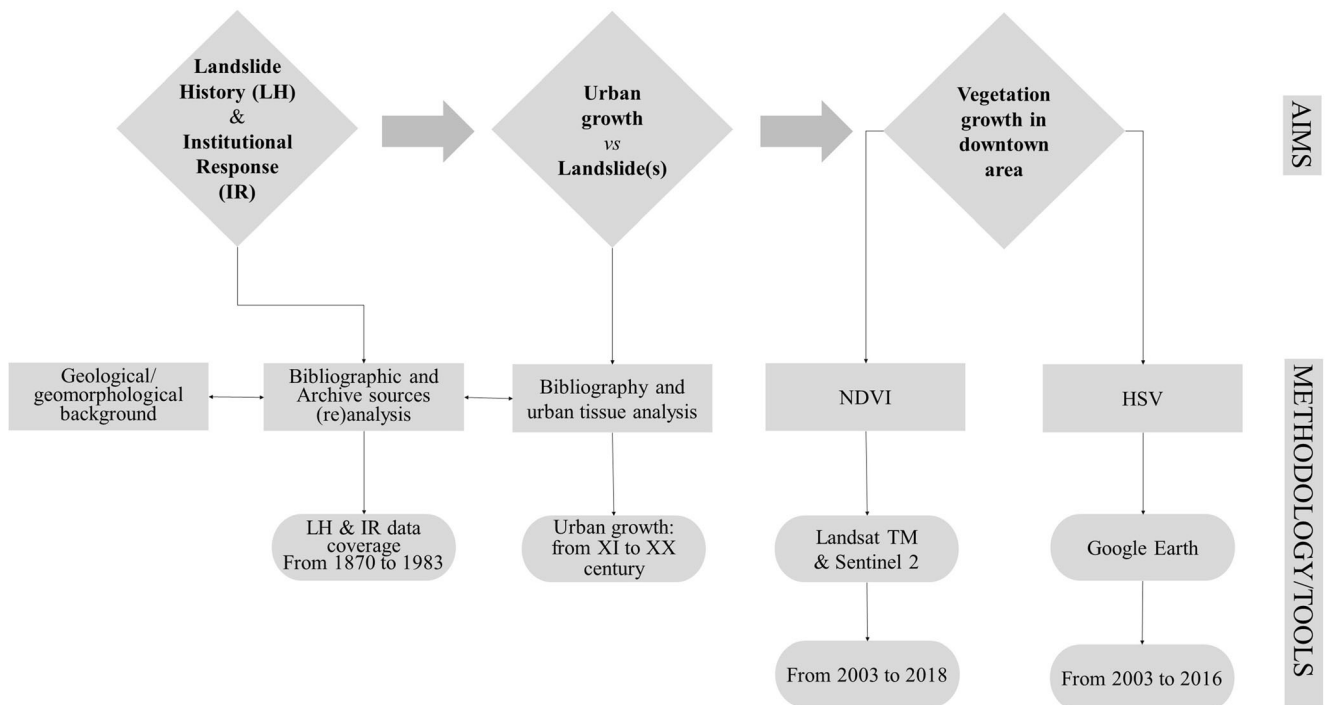 Landslide
History (LH)
&
Institutional
Response
(IR)
Urban
growth
vs
Landslide(s)
Vegetation
growth in
downtown
area
AIMS
Geological/
geomorphological
background
Bibliographic and
Archive sources
(re)analysis
Bibliography and
urban tissue analysis
NDVI
HSV
METHODOLOGY/TOOLS
LH & IR data
coverage
From 1870 to 1983
Urban growth:
from XI to XX
century
Landsat TM
& Sentinel 2
Google Earth
From 2003 to 2018
From 2003 to 2016